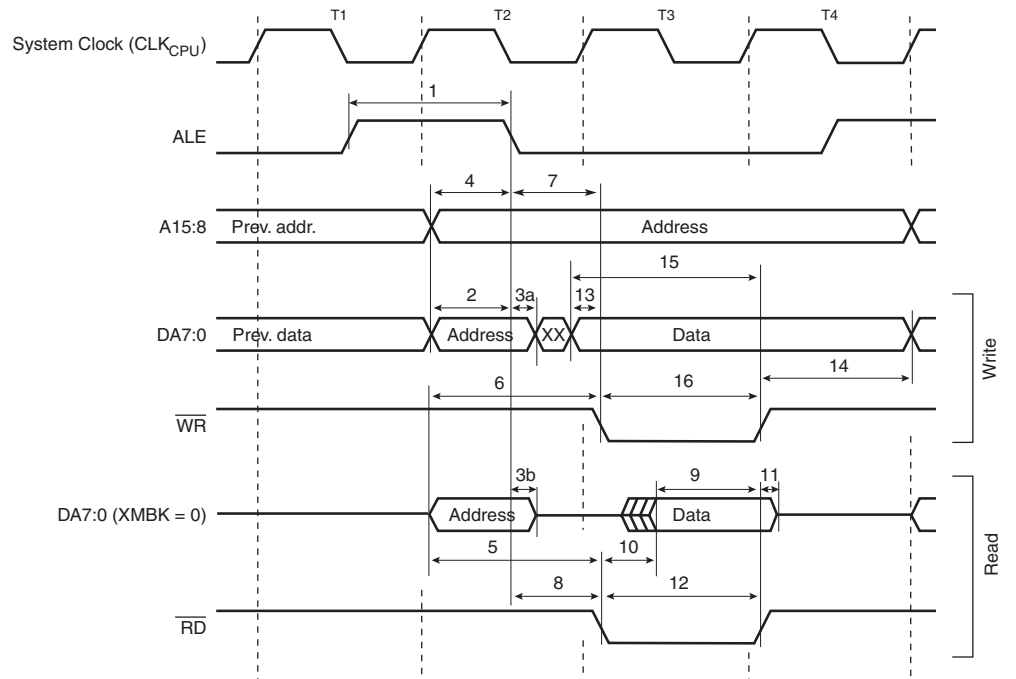 T1 T2 T3 T4
System Clock (CLKCPU)
1
ALE
4 7
A15:8 Prev. addr. Address
15
2 3a 13
DA7:0 Prev. data Address XX Data
14
6 16
WR
Write
3b 9 11
DA7:0 (XMBK = 0) Address Data
5 10
8 12
RD
Read